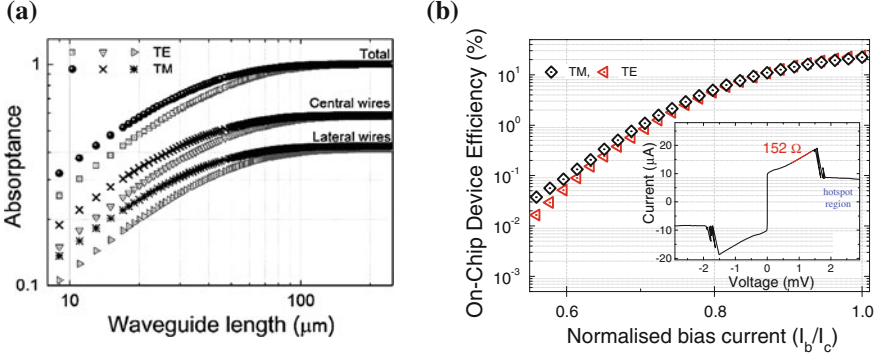 (a)
Absorptance
1
0.1
TE
TM
Total
Central wires
Lateral wires
10
100
Waveguide length (μm)
(b)
On-Chip Device Efficiency (%)
10¹
10⁰
10⁻¹
10⁻²
10⁻³
TM, TE
Current (μA)
20
10
0
-10
-20
152 Ω
hotspot
region
-2 -1 0 1 2
Voltage (mV)
0.6 0.8 1.0
Normalised bias current (I_b/I_c)